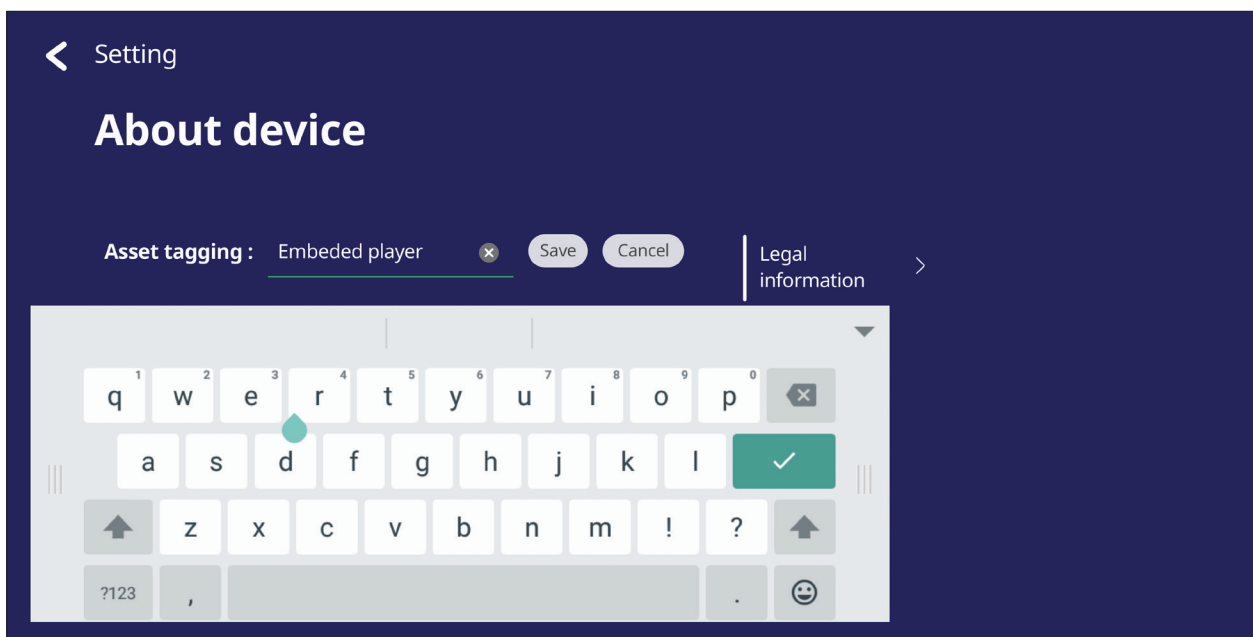 Setting
About device
Asset tagging : Embeded player Save Cancel
Legal
information
1 2 3 4 5 6 7 8 9 0
q w e r t y u i o p
a s d f g h j k l
z x c v b n m ! ?
?123 , .